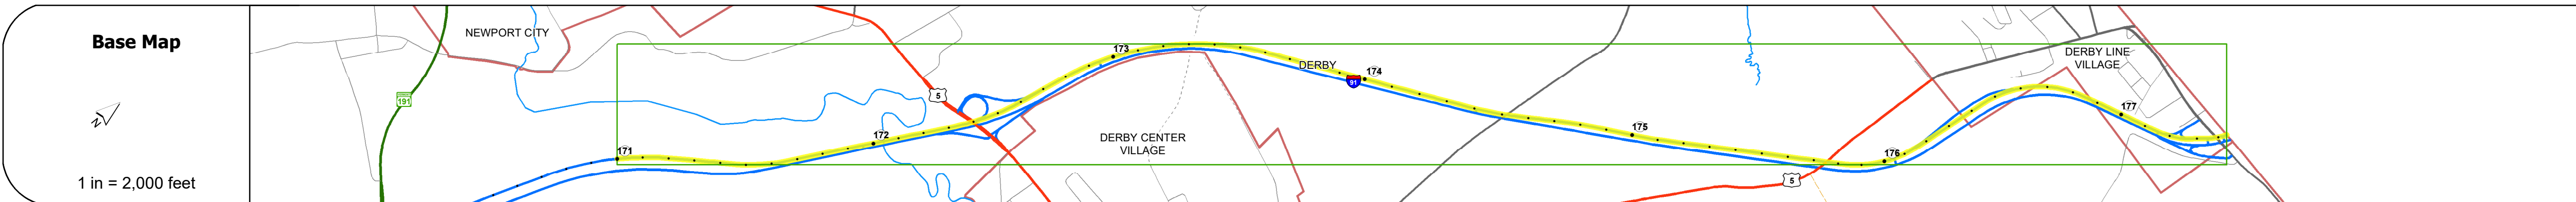 Base Map
N
1 in = 2,000 feet
191
NEWPORT CITY
171
172
5
173
DERBY CENTER
VILLAGE
DERBY
91
174
175
5
176
DERBY LINE
VILLAGE
177